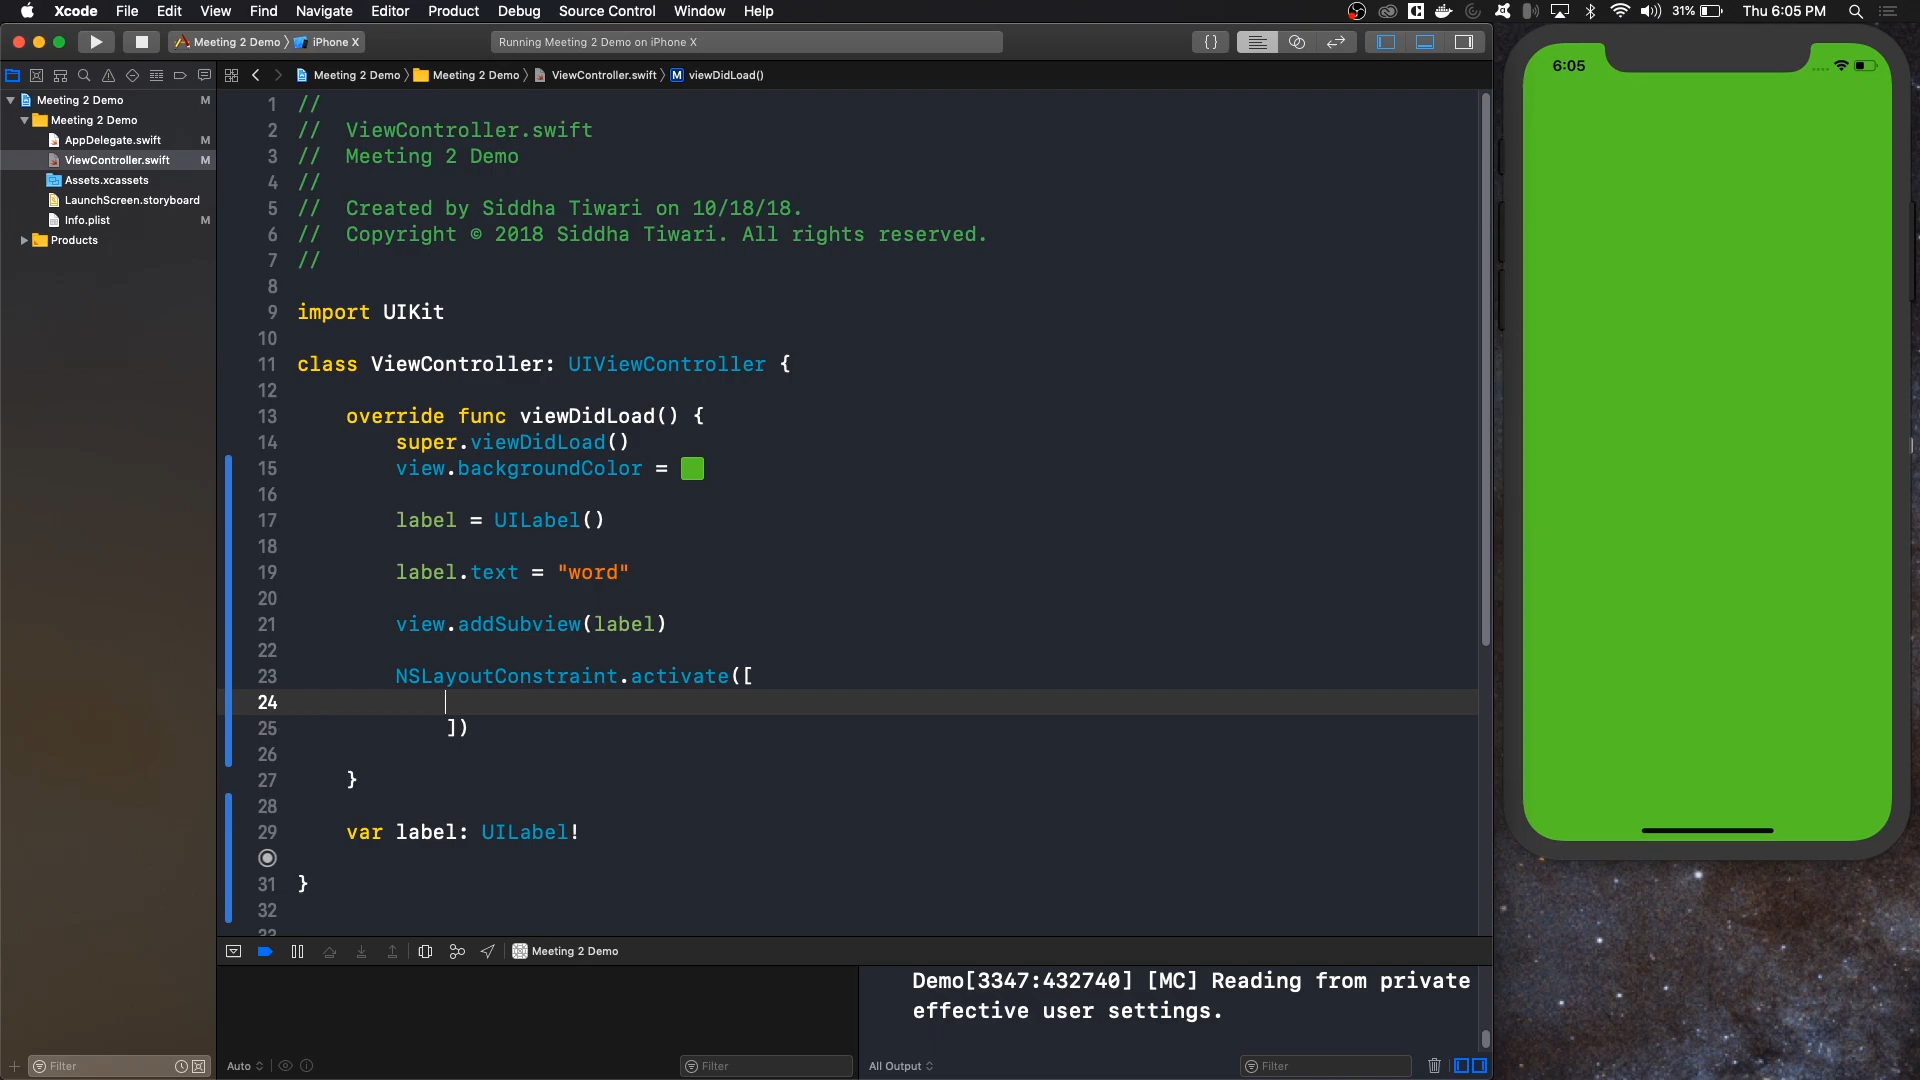 Xcode File Edit View Find Navigate Editor Product Debug Source Control Window Help
31% Thu 6:05 PM
Meeting 2 Demo iPhone X
Running Meeting 2 Demo on iPhone X
{}
Meeting 2 Demo Meeting 2 Demo ViewController.swift M viewDidLoad()
Meeting 2 Demo M
Meeting 2 Demo
AppDelegate.swift M
ViewController.swift M
Assets.xcassets
LaunchScreen.storyboard
Info.plist M
Products
1 //
2 // ViewController.swift
3 // Meeting 2 Demo
4 //
5 // Created by Siddha Tiwari on 10/18/18.
6 // Copyright © 2018 Siddha Tiwari. All rights reserved.
7 //
8
9 import UIKit
10
11 class ViewController: UIViewController {
12
13 override func viewDidLoad() {
14 super.viewDidLoad()
15 view.backgroundColor =
16
17 label = UILabel()
18
19 label.text = "word"
20
21 view.addSubview(label)
22
23 NSLayoutConstraint.activate([
24
25 ])
26
27 }
28
29 var label: UILabel!
31 }
32
33
6:05
Meeting 2 Demo
Demo[3347:432740] [MC] Reading from private
effective user settings.
Filter
Auto
Filter
All Output
Filter